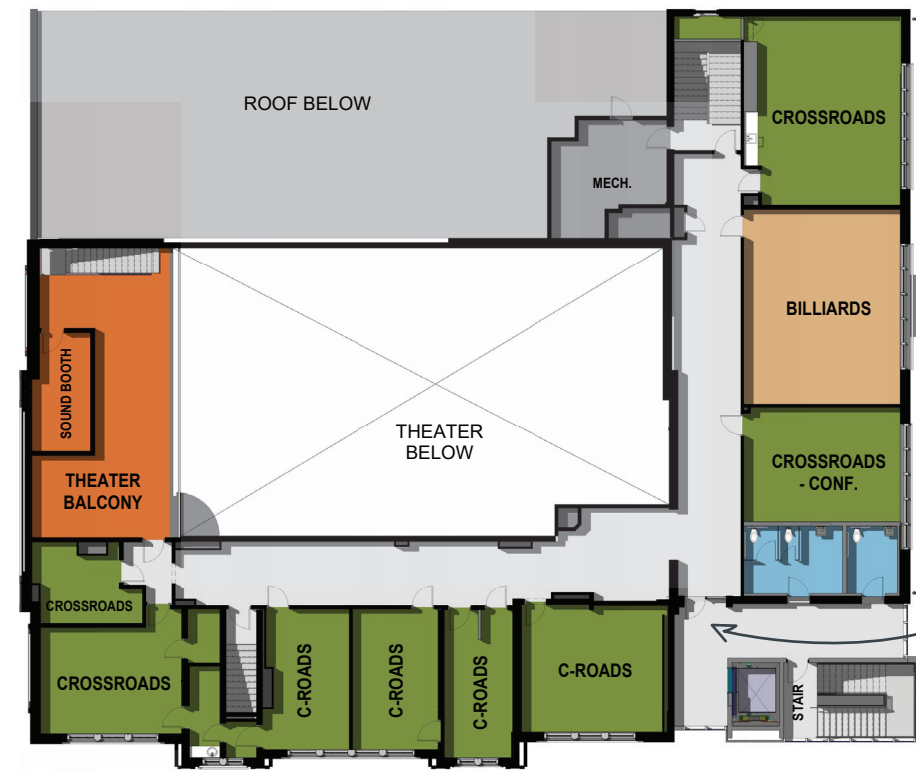 ROOF BELOW
CROSSROADS
MECH.
BILLIARDS
SOUND BOOTH
THEATER
BELOW
CROSSROADS
- CONF.
THEATER
BALCONY
CROSSROADS
CROSSROADS
C-ROADS
C-ROADS
C-ROADS
C-ROADS
STAIR